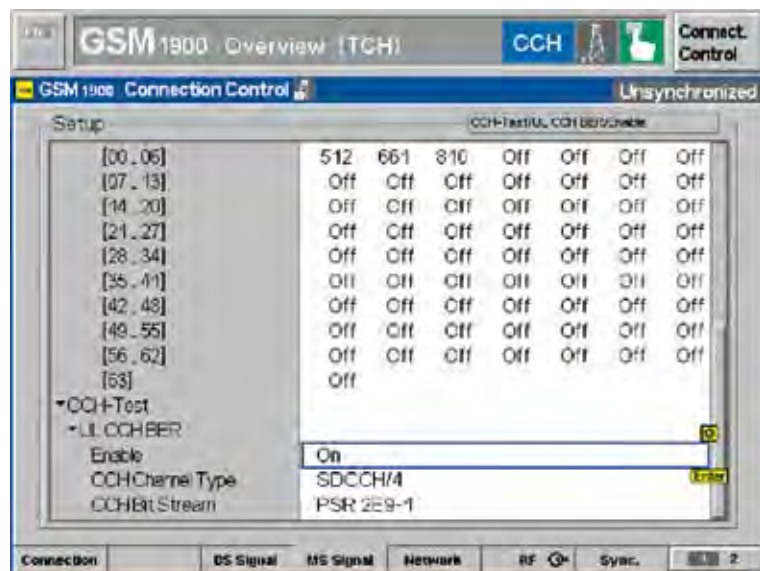 GSM 1900 Overview (TCH) CCH Connect. Control
GSM 1900 Connection Control Unsynchronized
Setup CCH-Test/UL CCH BER/Enable
[00..06] 512 661 810 Off Off Off Off
[07..13] Off Off Off Off Off Off Off
[14..20] Off Off Off Off Off Off Off
[21..27] Off Off Off Off Off Off Off
[28..34] Off Off Off Off Off Off Off
[35..41] Off Off Off Off Off Off Off
[42..48] Off Off Off Off Off Off Off
[49..55] Off Off Off Off Off Off Off
[56..62] Off Off Off Off Off Off Off
[63] Off
CCH-Test
UL CCH BER
Enable On
CCH Channel Type SDCCH/4 Enter
CCH Bit Stream PSR 2E9-1
Connection DS Signal MS Signal Network RF Sync. 1 2